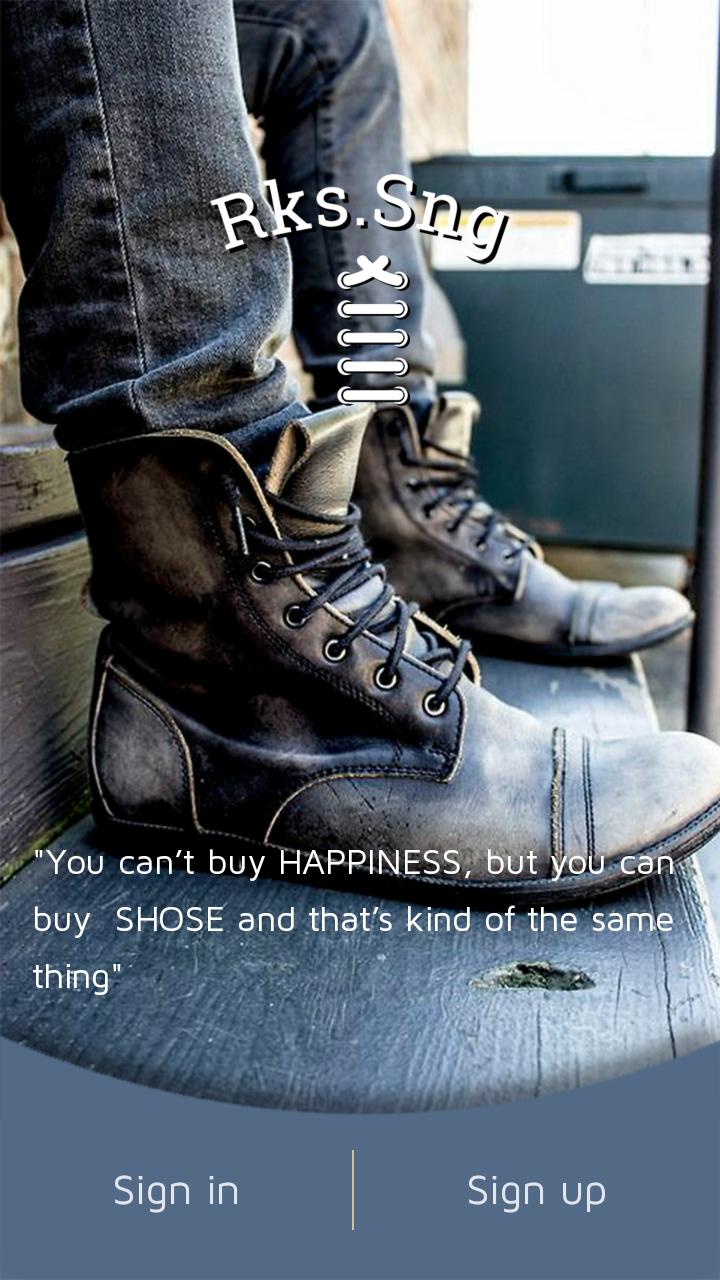 Rks.Sng
"You can’t buy HAPPINESS, but you can
buy SHOSE and that’s kind of the same
thing"
Sign in
Sign up